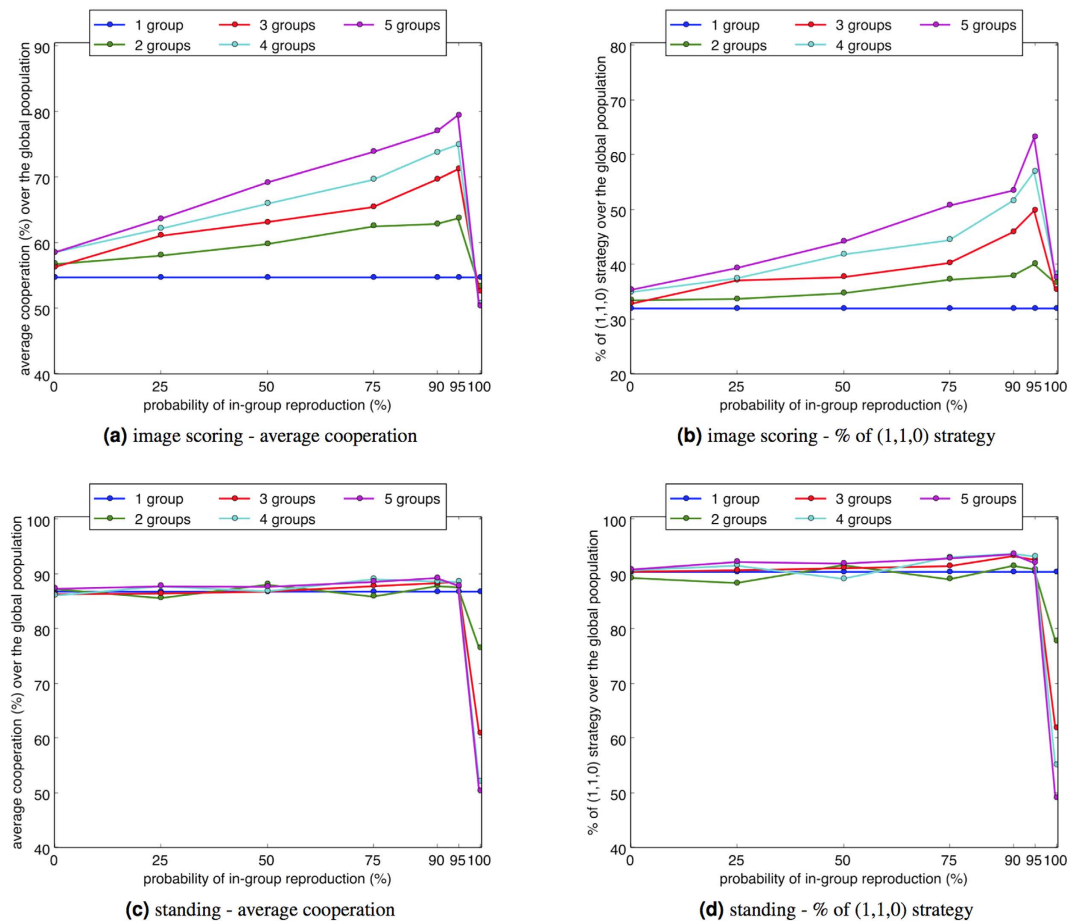 1 group 3 groups 5 groups
2 groups 4 groups
average cooperation (%) over the global poopulation
90
80
70
60
50
40
0 25 50 75 90 95 100
probability of in-group reproduction (%)
(a) image scoring - average cooperation
1 group 3 groups 5 groups
2 groups 4 groups
% of (1,1,0) strategy over the global poopulation
80
70
60
50
40
30
20
0 25 50 75 90 95 100
probability of in-group reproduction (%)
(b) image scoring - % of (1,1,0) strategy
1 group 3 groups 5 groups
2 groups 4 groups
average cooperation (%) over the global poopulation
100
90
80
70
60
50
40
0 25 50 75 90 95 100
probability of in-group reproduction (%)
(c) standing - average cooperation
1 group 3 groups 5 groups
2 groups 4 groups
% of (1,1,0) strategy over the global poopulation
100
90
80
70
60
50
40
0 25 50 75 90 95 100
probability of in-group reproduction (%)
(d) standing - % of (1,1,0) strategy